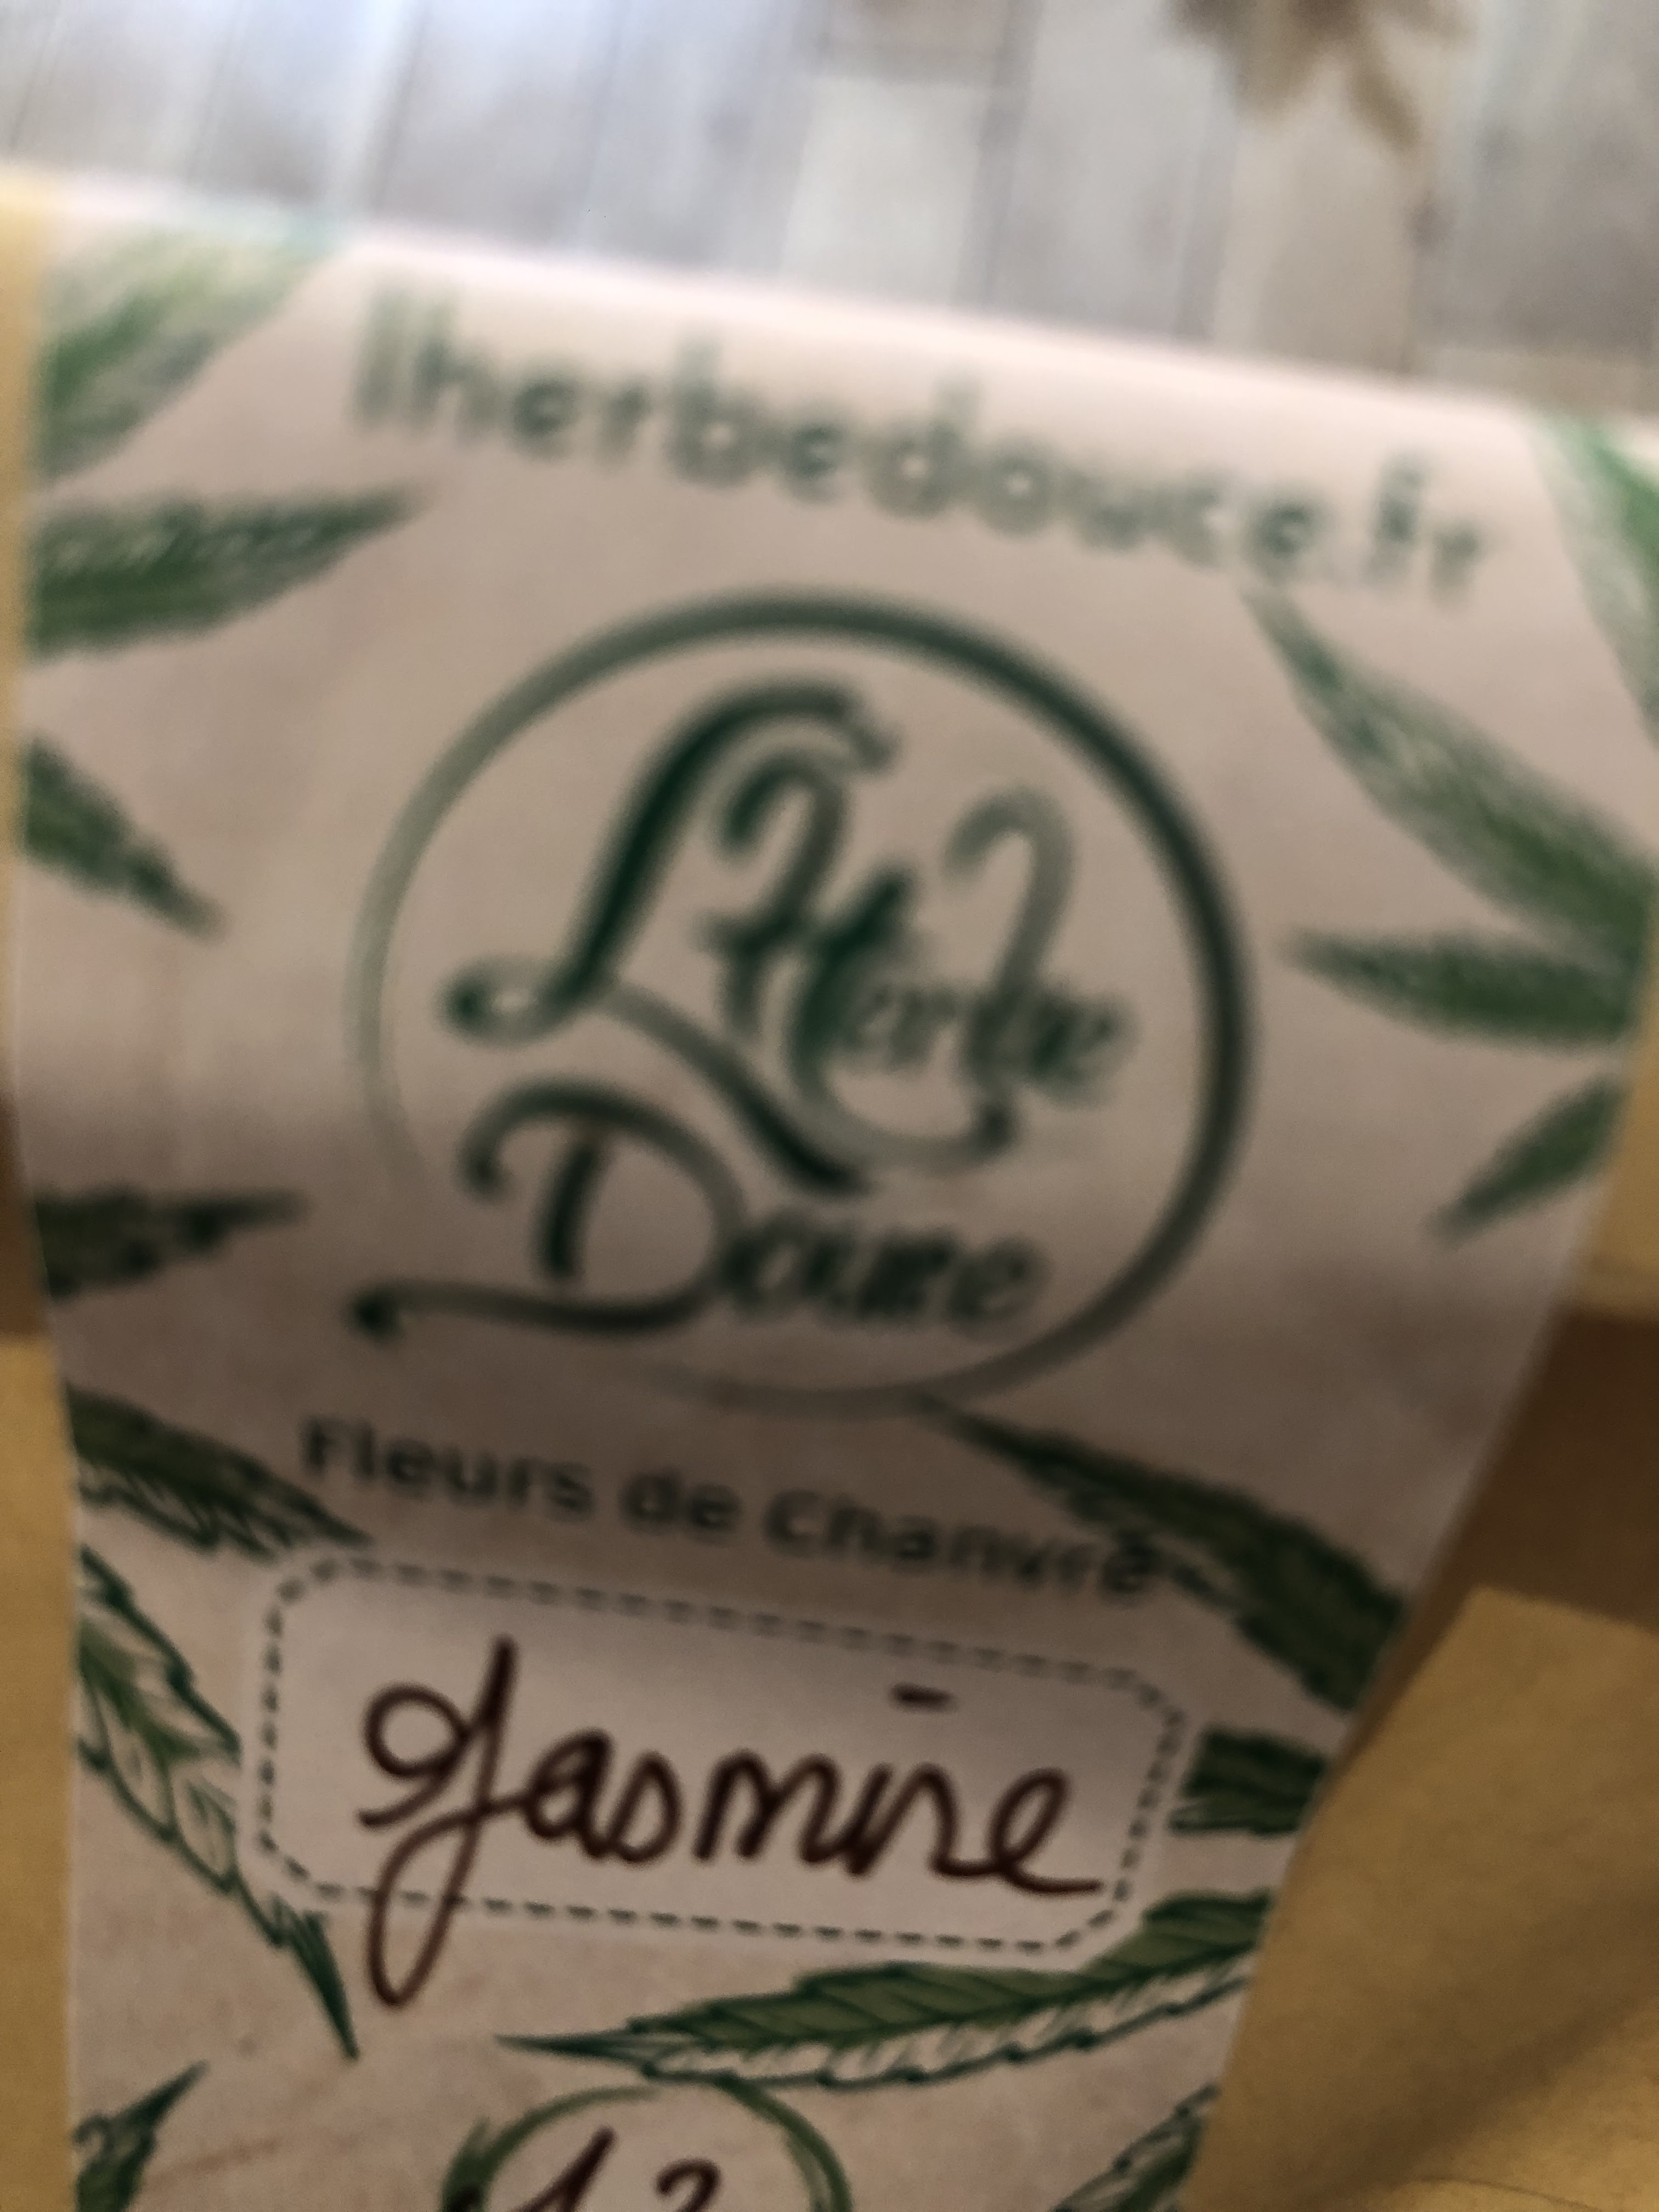 lherbedouce.fr
L'Herbe
Douce
Fleurs de Chanvre
Jasmine